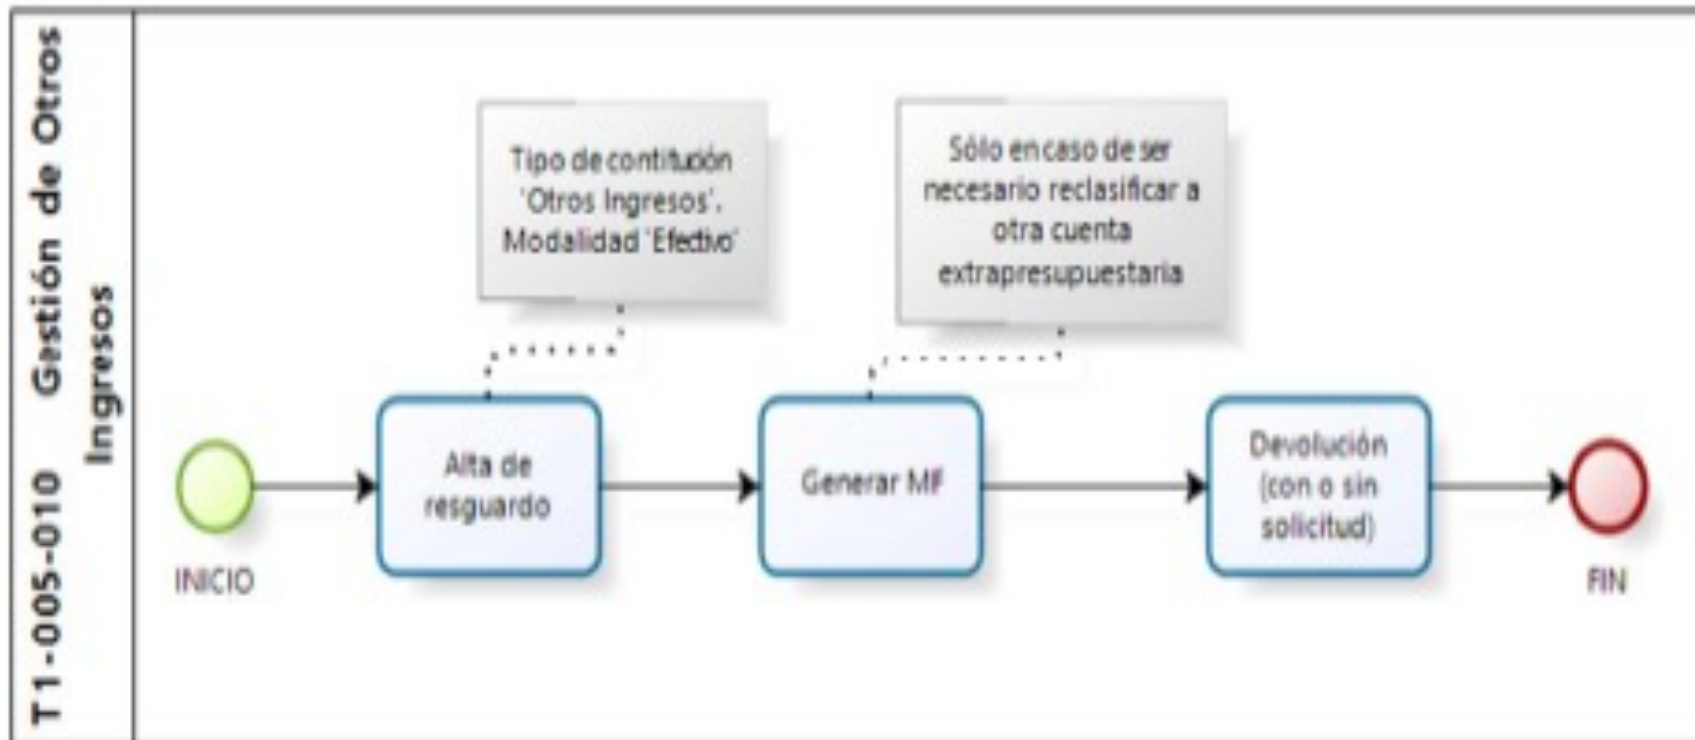 T1-005-010 Gestión de Otros
Ingresos
Tipo de contitución
'Otros Ingresos'.
Modalidad 'Efectivo'
Sólo en caso de ser
necesario reclasificar a
otra cuenta
extrapresupuestaria
INICIO
Alta de
resguardo
Generar MF
Devolución
(con o sin
solicitud)
FIN